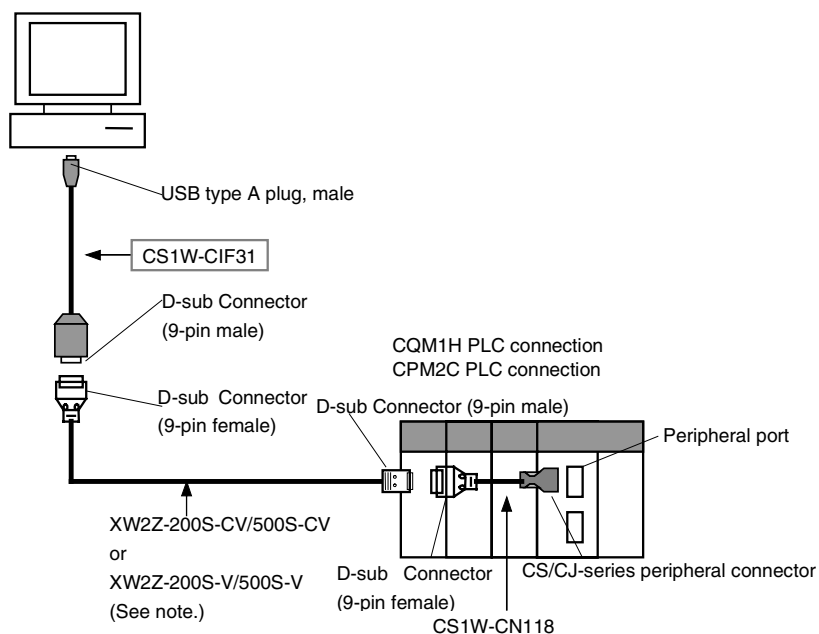 USB type A plug, male
CS1W-CIF31
D-sub Connector
(9-pin male)
CQM1H PLC connection
CPM2C PLC connection
D-sub Connector
(9-pin female)
D-sub Connector (9-pin male)
Peripheral port
XW2Z-200S-CV/500S-CV
or
XW2Z-200S-V/500S-V
(See note.)
D-sub Connector
(9-pin female)
CS/CJ-series peripheral connector
CS1W-CN118